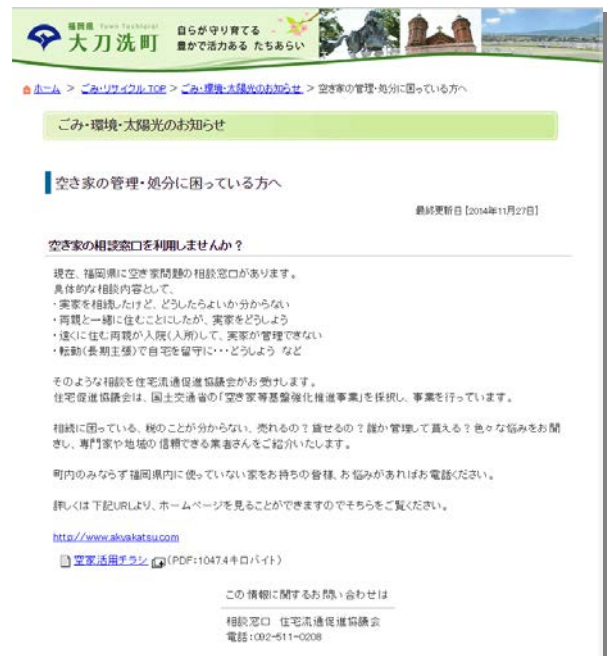 福岡県 Town Tachiarai
大刀洗町
自らが守り育てる
豊かで活力ある たちあらい
ホーム > ごみ・リサイクル TOP > ごみ・環境・太陽光のお知らせ > 空き家の管理・処分に困っている方へ
ごみ・環境・太陽光のお知らせ
空き家の管理・処分に困っている方へ
最終更新日 [2014年11月27日]
空き家の相談窓口を利用しませんか？
現在、福岡県に空き家問題の相談窓口があります。
具体的な相談内容として、
・実家を相続したけど、どうしたらよいか分からない
・両親と一緒に住むことにしたが、実家をどうしよう
・遠くに住む両親が入院(入所)して、実家が管理できない
・転勤(長期主張)で自宅を留守に・・・どうしよう など
そのような相談を住宅流通促進協議会がお受けします。
住宅促進協議会は、国土交通省の「空き家等基盤強化推進事業」を採択し、事業を行っています。
相続に困っている、税のことが分からない、売れるの？貸せるの？誰か管理して貰える？色々な悩みをお聞
きし、専門家や地域の信頼できる業者さんをご紹介いたします。
町内のみならず福岡県内に使っていない家をお持ちの皆様、お悩みがあればお電話ください。
詳しくは下記URLより、ホームページを見ることができますのでそちらをご覧ください。
http://www.akyakatsu.com
空家活用チラシ (PDF:1047.4キロバイト)
この情報に関するお問い合わせは
相談窓口 住宅流通促進協議会
電話:092-511-0208